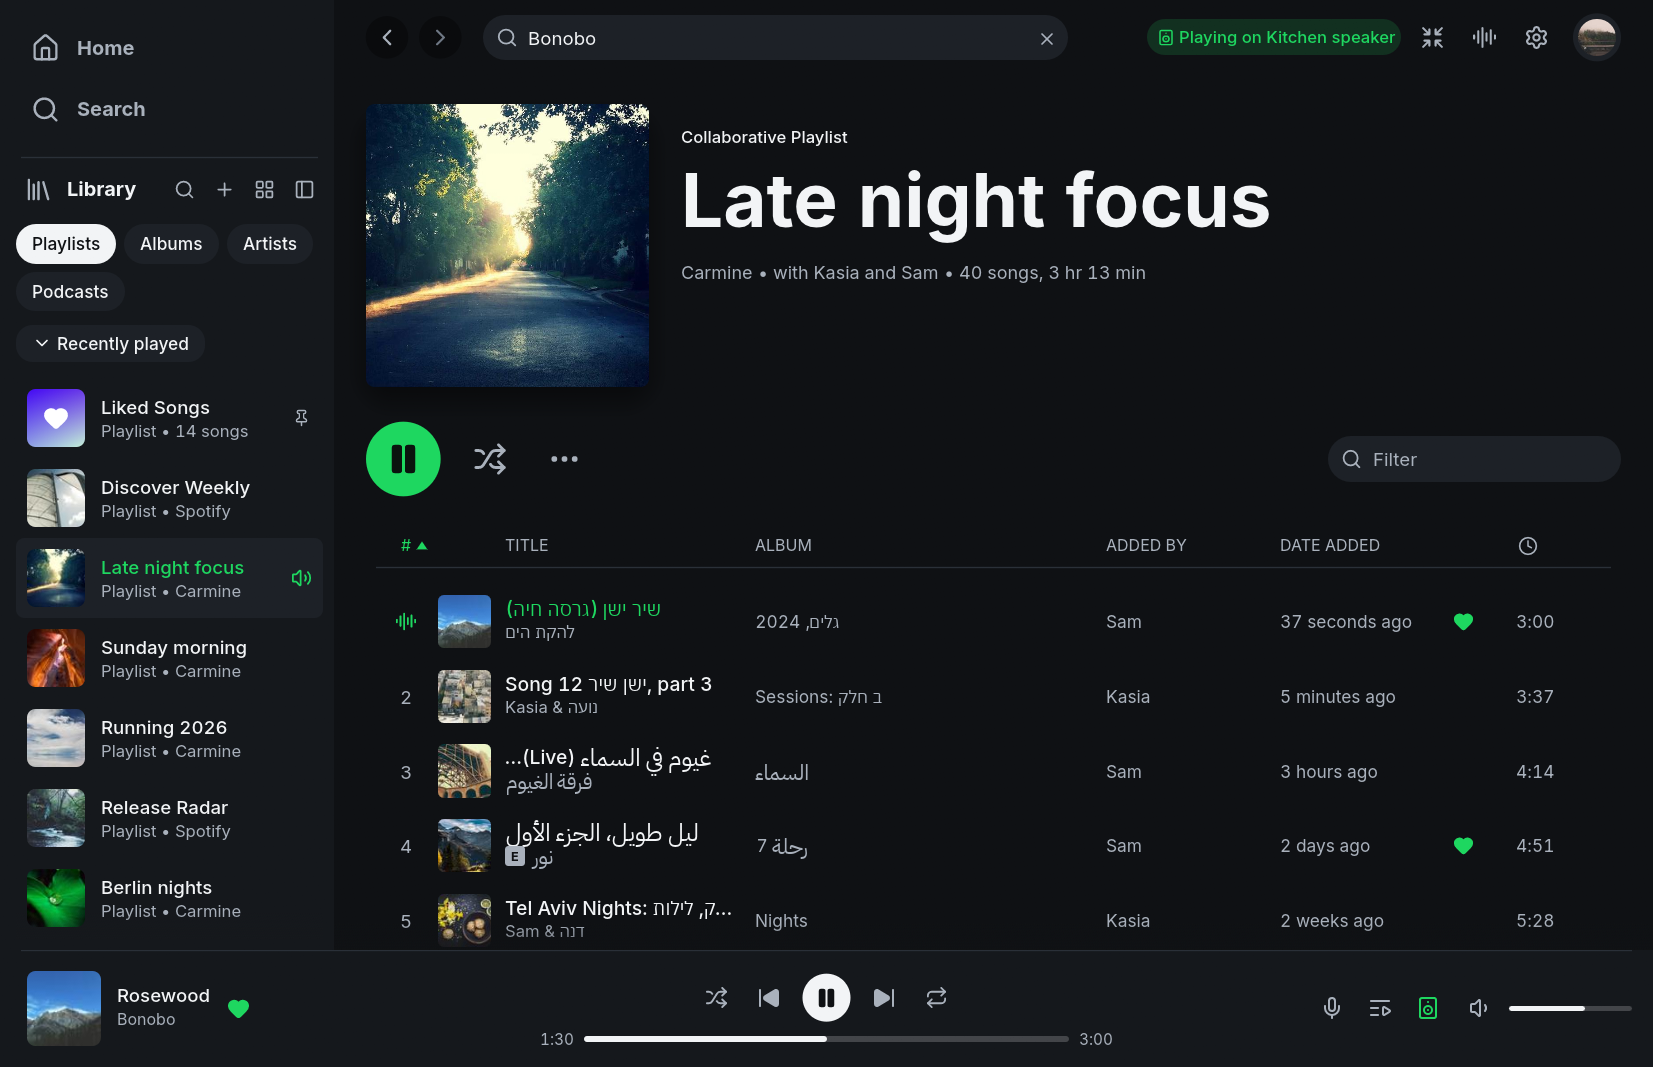 Home
Search
Library
Playlists
Albums
Artists
Podcasts
Recently played
Liked Songs
Playlist • 14 songs
Discover Weekly
Playlist • Spotify
Late night focus
Playlist • Carmine
Sunday morning
Playlist • Carmine
Running 2026
Playlist • Carmine
Release Radar
Playlist • Spotify
Berlin nights
Playlist • Carmine
Bonobo
Playing on Kitchen speaker
Collaborative Playlist
Late night focus
Carmine • with Kasia and Sam • 40 songs, 3 hr 13 min
Filter
# TITLE ALBUM ADDED BY DATE ADDED
שיר ישן (גרסה חיה)
להקת הים
גלים, 2024
Sam
37 seconds ago
3:00
2
Song 12 ישן שיר, part 3
Kasia & נועה
Sessions: ב חלק
Kasia
5 minutes ago
3:37
3
غيوم في السماء (Live)...
فرقة الغيوم
السماء
Sam
3 hours ago
4:14
4
ليل طويل، الجزء الأول
E نور
رحلة 7
Sam
2 days ago
4:51
5
Tel Aviv Nights: ק, לילות...
Sam & דנה
Nights
Kasia
2 weeks ago
5:28
Rosewood
Bonobo
1:30
3:00